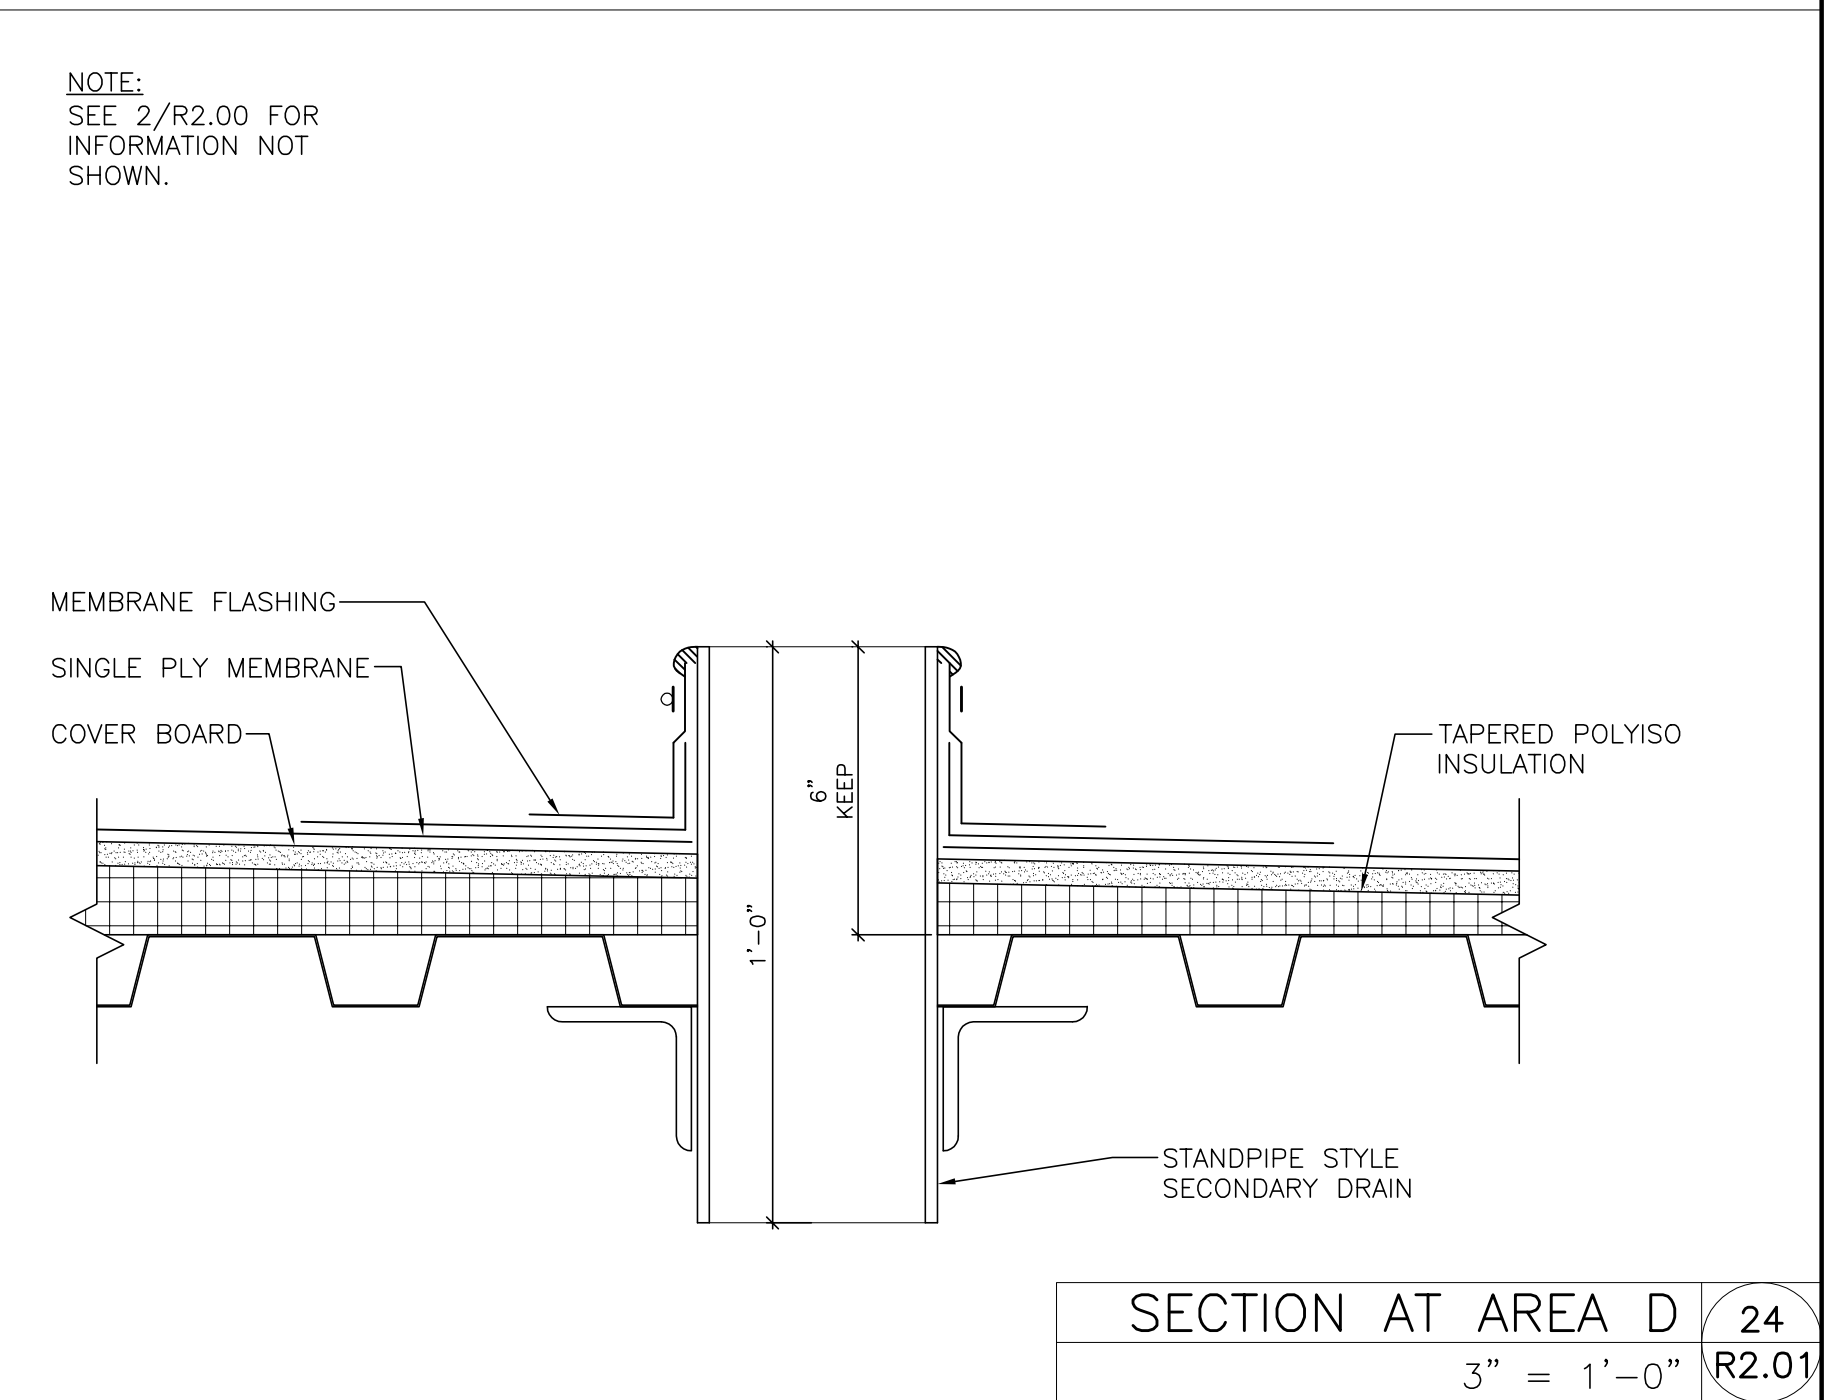 NOTE:
SEE 2/R2.00 FOR
INFORMATION NOT
SHOWN.
MEMBRANE FLASHING
SINGLE PLY MEMBRANE
COVER BOARD
6"
KEEP
1'-0"
TAPERED POLYISO
INSULATION
STANDPIPE STYLE
SECONDARY DRAIN
SECTION AT AREA D
24
3" = 1'-0"
R2.01